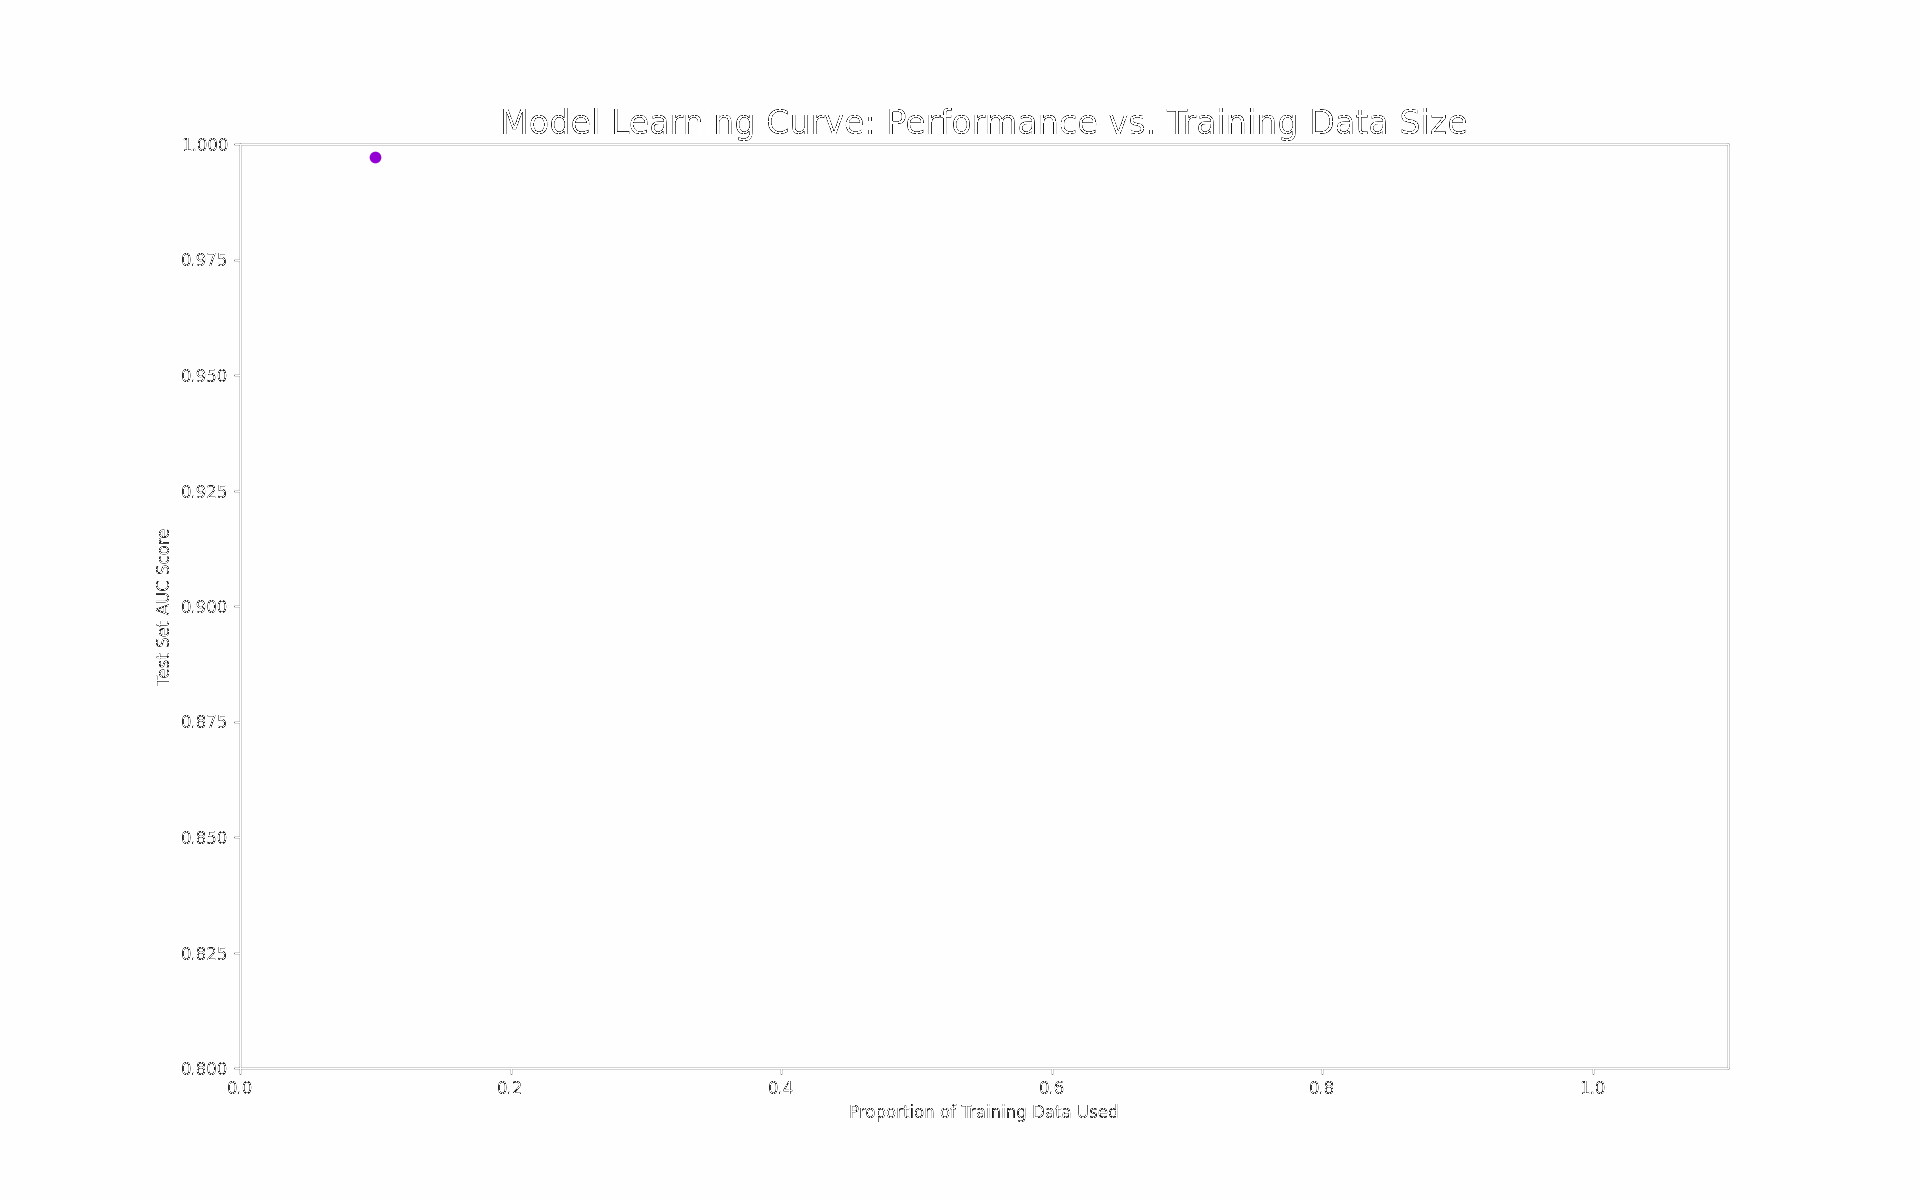 Model Learning Curve: Performance vs. Training Data Size
1.000
0.975
0.950
0.925
0.900
0.875
0.850
0.825
0.800
Test Set AUC Score
0.0 0.2 0.4 0.6 0.8 1.0
Proportion of Training Data Used